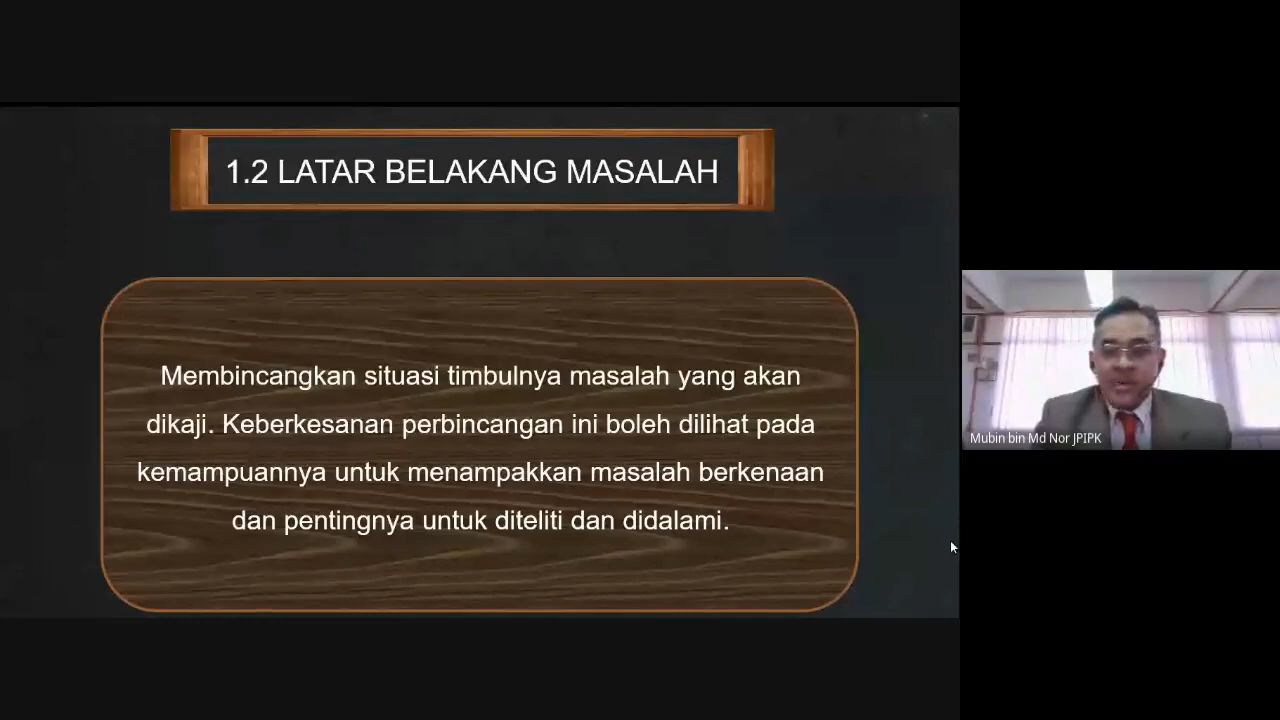 1.2 LATAR BELAKANG MASALAH
Membincangkan situasi timbulnya masalah yang akan
dikaji. Keberkesanan perbincangan ini boleh dilihat pada
kemampuannya untuk menampakkan masalah berkenaan
dan pentingnya untuk diteliti dan didalami.
Mubin bin Md Nor JPIPK